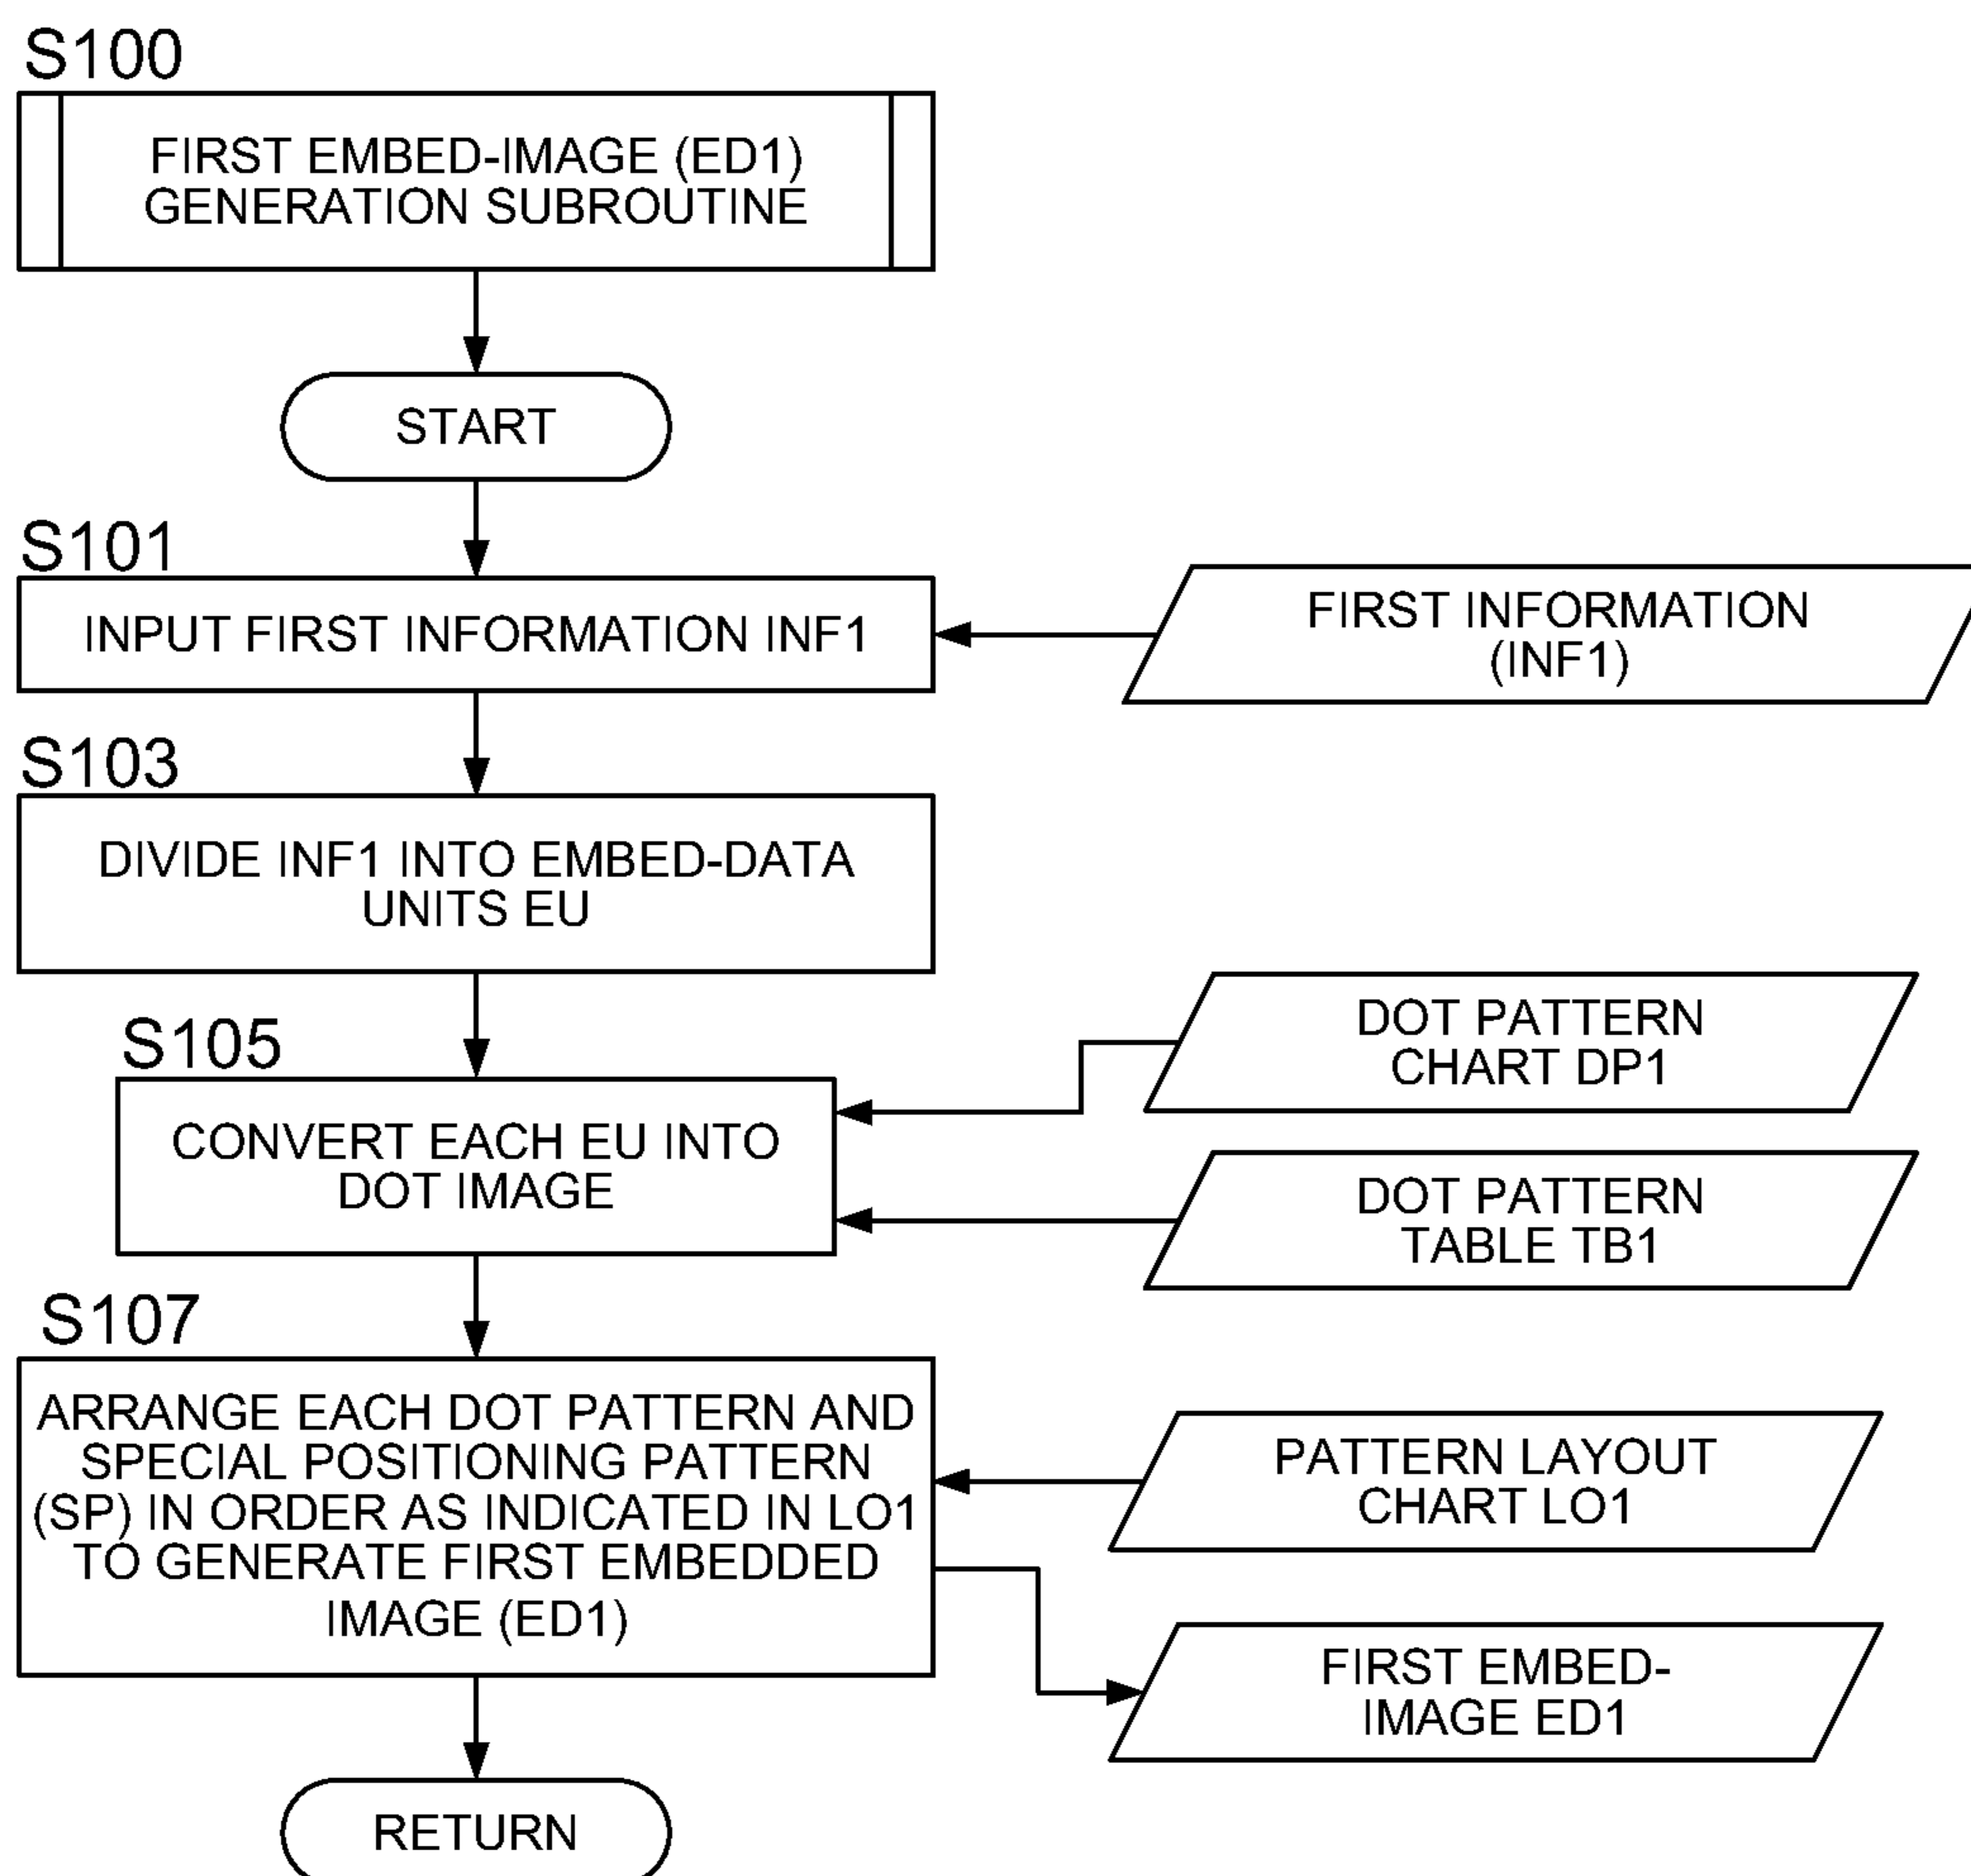 S100
FIRST EMBED-IMAGE (ED1)
GENERATION SUBROUTINE
START
S101
INPUT FIRST INFORMATION INF1
FIRST INFORMATION
(INF1)
S103
DIVIDE INF1 INTO EMBED-DATA
UNITS EU
S105
CONVERT EACH EU INTO
DOT IMAGE
DOT PATTERN
CHART DP1
DOT PATTERN
TABLE TB1
S107
ARRANGE EACH DOT PATTERN AND
SPECIAL POSITIONING PATTERN
(SP) IN ORDER AS INDICATED IN LO1
TO GENERATE FIRST EMBEDDED
IMAGE (ED1)
PATTERN LAYOUT
CHART LO1
FIRST EMBED-
IMAGE ED1
RETURN